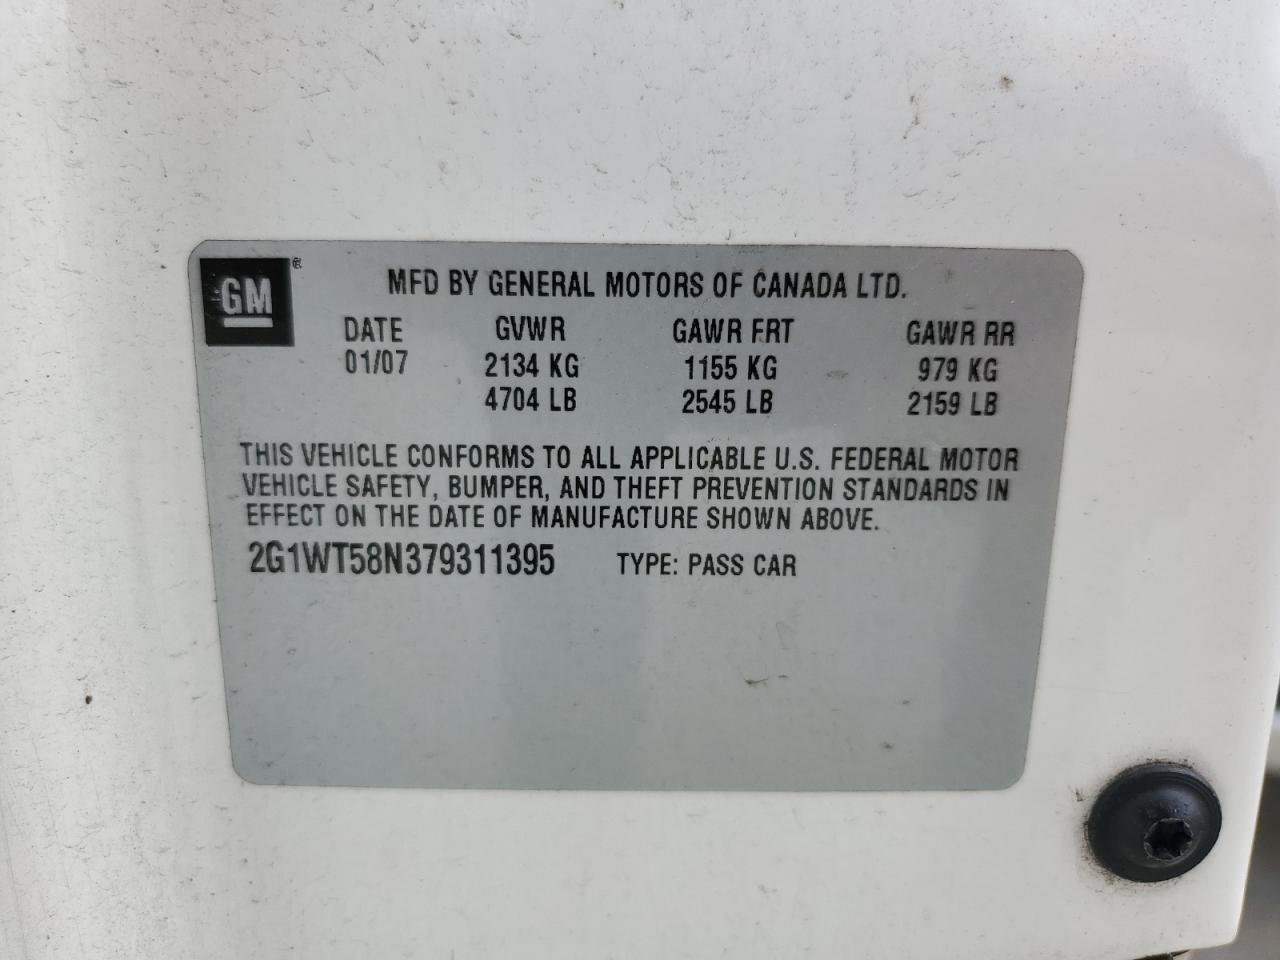 GM ®
MFD BY GENERAL MOTORS OF CANADA LTD.
DATE GVWR GAWR FRT GAWR RR
01/07 2134 KG 1155 KG 979 KG
4704 LB 2545 LB 2159 LB
THIS VEHICLE CONFORMS TO ALL APPLICABLE U.S. FEDERAL MOTOR
VEHICLE SAFETY, BUMPER, AND THEFT PREVENTION STANDARDS IN
EFFECT ON THE DATE OF MANUFACTURE SHOWN ABOVE.
2G1WT58N379311395 TYPE: PASS CAR